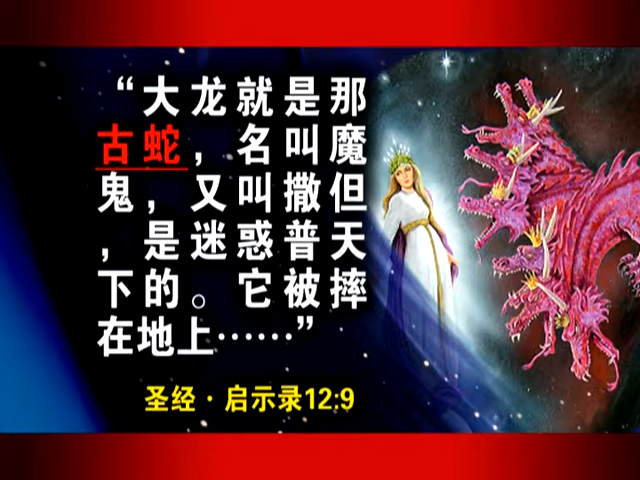 “大龙就是那
古蛇，名叫魔
鬼，又叫撒但
，是迷惑普天
下的。它被摔
在地上……”
圣经·启示录12:9